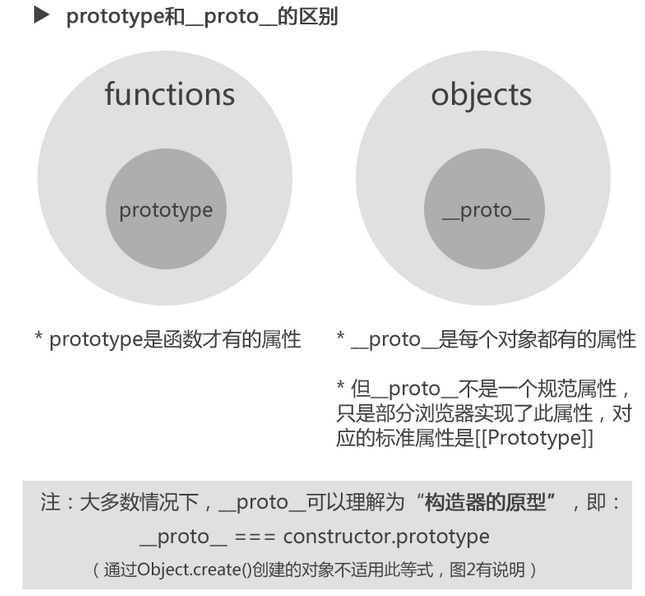 ▶ prototype和__proto__的区别
functions
objects
prototype
__proto__
* prototype是函数才有的属性
* __proto__是每个对象都有的属性
* 但__proto__不是一个规范属性，
只是部分浏览器实现了此属性，对
应的标准属性是[[Prototype]]
注：大多数情况下，__proto__可以理解为“构造器的原型”，即：
__proto__ === constructor.prototype
（通过Object.create()创建的对象不适用此等式，图2有说明）